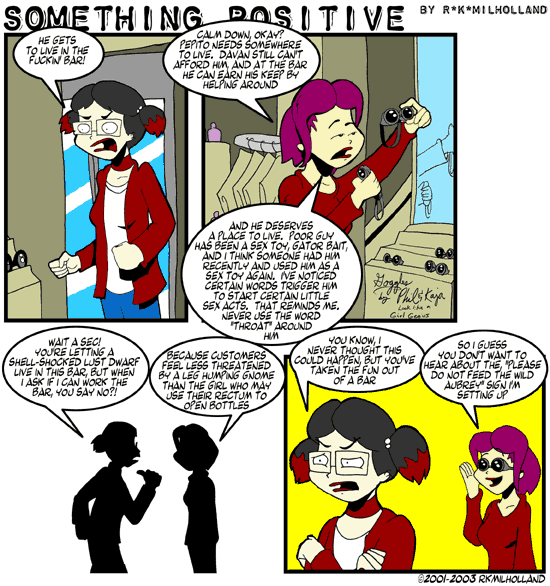 SOMETHING POSITIVE
BY R*K*MILHOLLAND
HE GETS
TO LIVE IN THE
FUCKIN' BAR!
CALM DOWN, OKAY?
PEPITO NEEDS SOMEWHERE
TO LIVE. DAVAN STILL CAN'T
AFFORD HIM, AND AT THE BAR
HE CAN EARN HIS KEEP BY
HELPING AROUND
AND HE DESERVES
A PLACE TO LIVE. POOR GUY
HAS BEEN A SEX TOY, GATOR BAIT,
AND I THINK SOMEONE HAD HIM
RECENTLY AND USED HIM AS A
SEX TOY AGAIN. I'VE NOTICED
CERTAIN WORDS TRIGGER HIM
TO START CERTAIN LITTLE
SEX ACTS. THAT REMINDS ME,
NEVER USE THE WORD
"THROAT" AROUND
HIM
Goggles
by Phil & Kaja
Look like a
Girl Genius
WAIT A SEC!
YOU'RE LETTING A
SHELL-SHOCKED LUST DWARF
LIVE IN THIS BAR, BUT WHEN
I ASK IF I CAN WORK THE
BAR, YOU SAY NO?!
BECAUSE CUSTOMERS
FEEL LESS THREATENED
BY A LEG HUMPING GNOME
THAN THE GIRL WHO MAY
USE THEIR RECTUM TO
OPEN BOTTLES
YOU KNOW, I
NEVER THOUGHT THIS
COULD HAPPEN, BUT YOU'VE
TAKEN THE FUN OUT
OF A BAR
SO I GUESS
YOU DON'T WANT TO
HEAR ABOUT THE, "PLEASE
DO NOT FEED THE WILD
AUBREY" SIGN I'M
SETTING UP
©2001-2003 RKMILHOLLAND